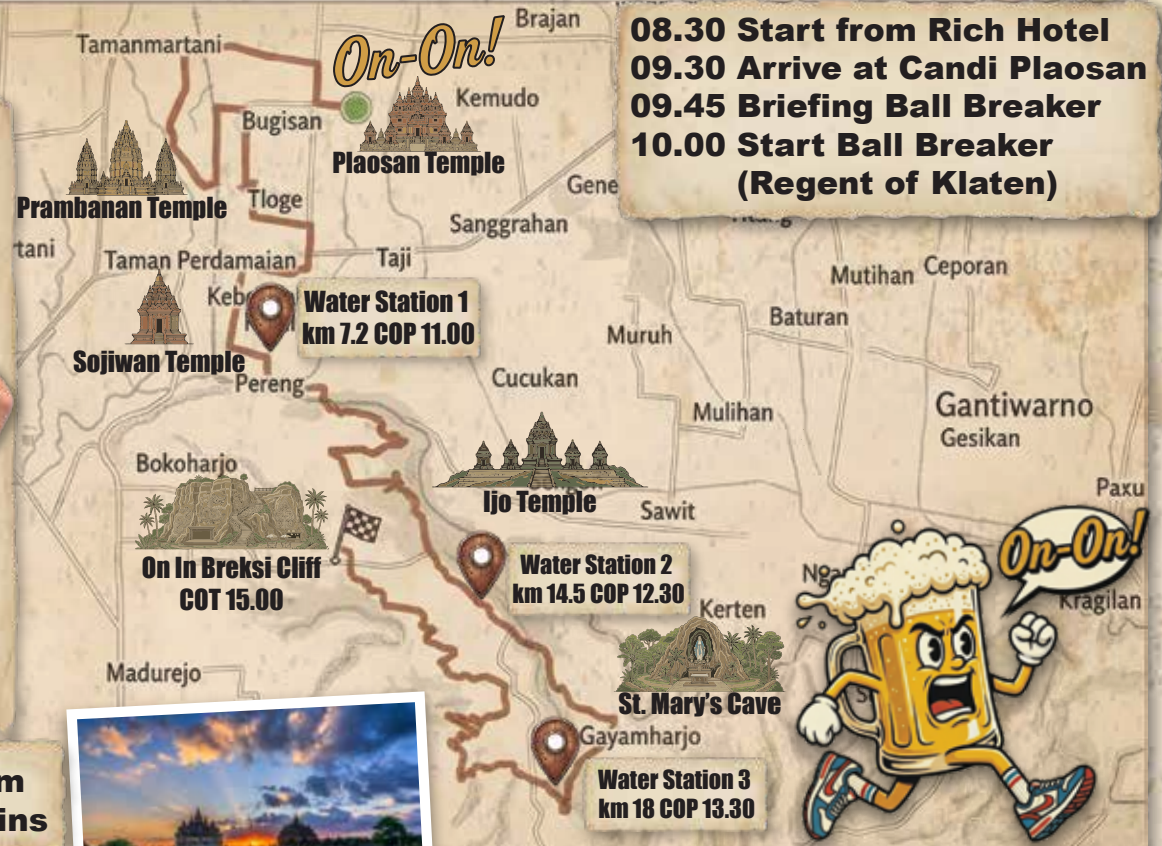 Brajan
Tamanmartani
On-On!
Kemudo
Bugisan
Plaosan Temple
Prambanan Temple
Tloge
Sanggrahan
Taman Perdamaian
Taji
Water Station 1
km 7.2 COP 11.00
Sojiwan Temple
Pereng
Cucukan
Bokoharjo
Ijo Temple
Sawit
On In Breksi Cliff
COT 15.00
Water Station 2
km 14.5 COP 12.30
Kerten
Madurejo
St. Mary's Cave
Gayamharjo
Water Station 3
km 18 COP 13.30
08.30 Start from Rich Hotel
09.30 Arrive at Candi Plaosan
09.45 Briefing Ball Breaker
10.00 Start Ball Breaker
(Regent of Klaten)
Mutihan
Ceporan
Baturan
Muruh
Mulihan
Gantiwarno
Gesikan
Paxu
On-On!
Kragilan